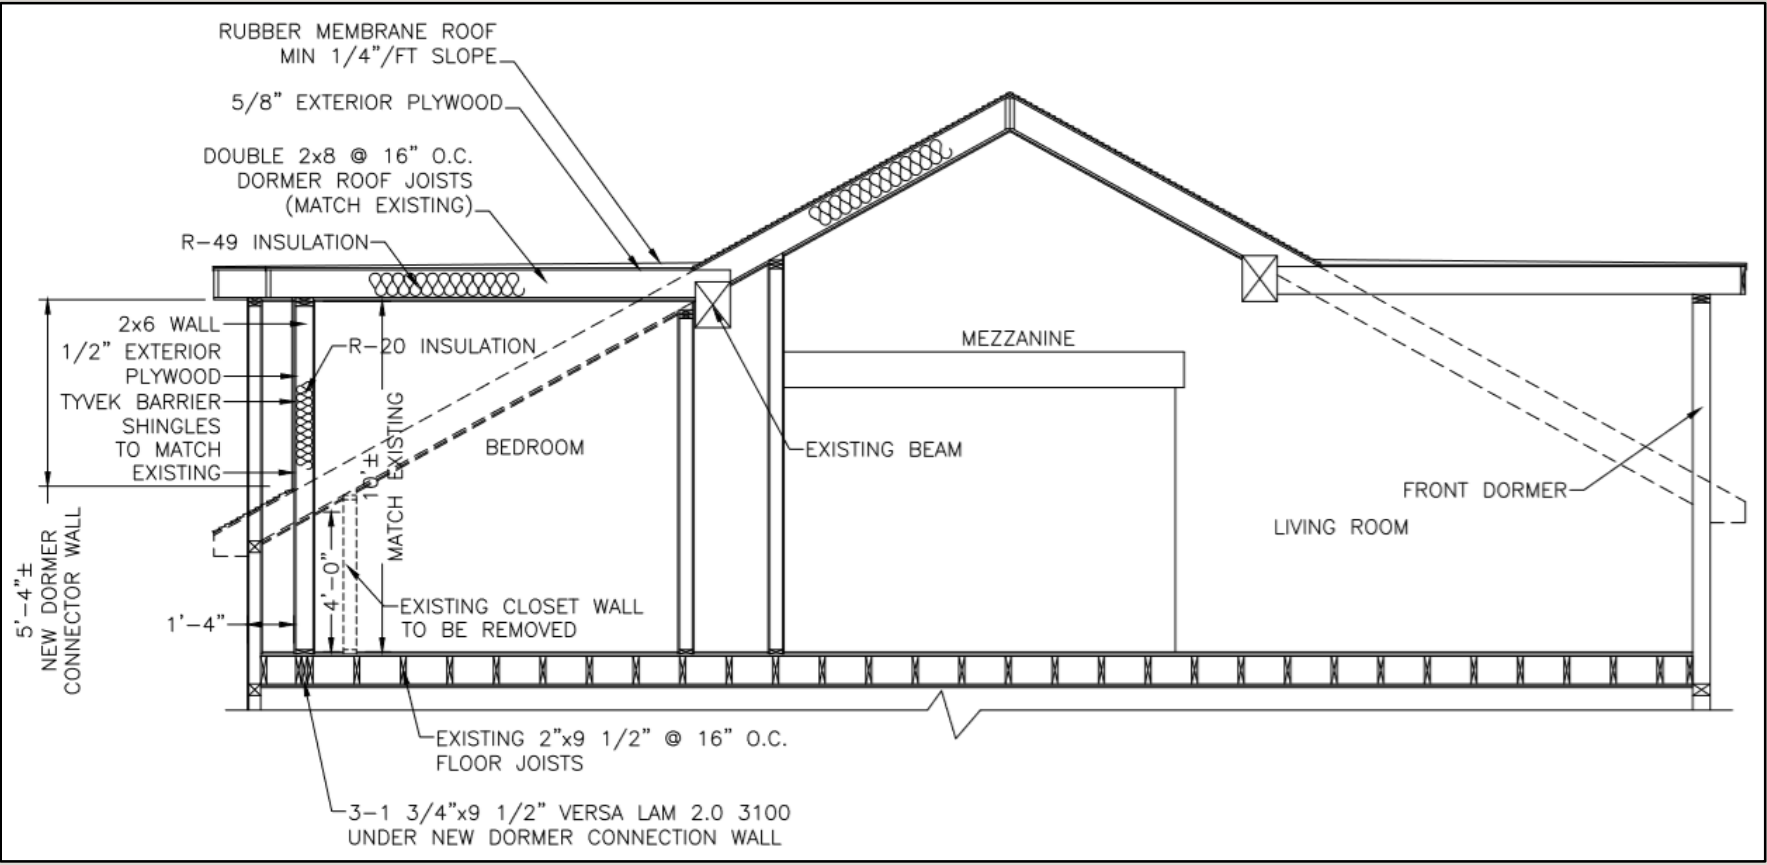 RUBBER MEMBRANE ROOF
MIN 1/4"/FT SLOPE
5/8" EXTERIOR PLYWOOD
DOUBLE 2x8 @ 16" O.C.
DORMER ROOF JOISTS
(MATCH EXISTING)
R-49 INSULATION
2x6 WALL
1/2" EXTERIOR
PLYWOOD
TYVEK BARRIER
SHINGLES
TO MATCH
EXISTING
R-20 INSULATION
MATCH EXISTING
BEDROOM
MEZZANINE
EXISTING BEAM
FRONT DORMER
LIVING ROOM
5'-4"±
NEW DORMER
CONNECTOR WALL
1'-4"
4'-0"
EXISTING CLOSET WALL
TO BE REMOVED
EXISTING 2"x9 1/2" @ 16" O.C.
FLOOR JOISTS
3-1 3/4"x9 1/2" VERSA LAM 2.0 3100
UNDER NEW DORMER CONNECTION WALL